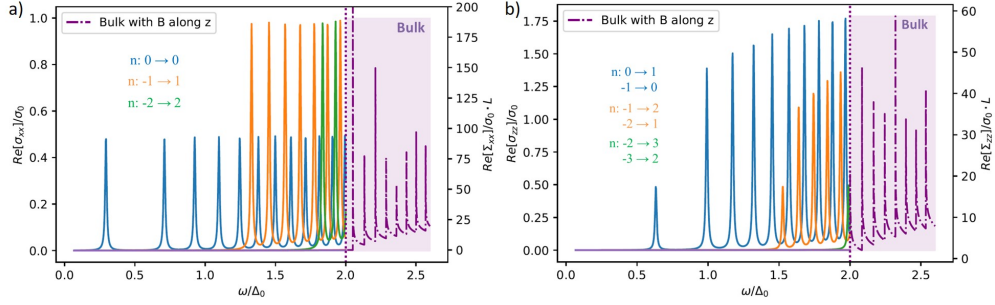 a)
Bulk with B along z
Bulk
n: 0 → 0
n: -1 → 1
n: -2 → 2
Re[σxx]/σ0
1.0
0.8
0.6
0.4
0.2
0.0
0.0 0.5 1.0 1.5 2.0 2.5
ω/Δ0
200
175
150
125
100
75
50
25
0
Re[Σxx]/σ0 · L
b)
Bulk with B along z
Bulk
n: 0 → 1
-1 → 0
n: -1 → 2
-2 → 1
n: -2 → 3
-3 → 2
Re[σzz]/σ0
1.75
1.50
1.25
1.00
0.75
0.50
0.25
0.00
0.0 0.5 1.0 1.5 2.0 2.5
ω/Δ0
60
50
40
30
20
10
0
Re[Σzz]/σ0 · L